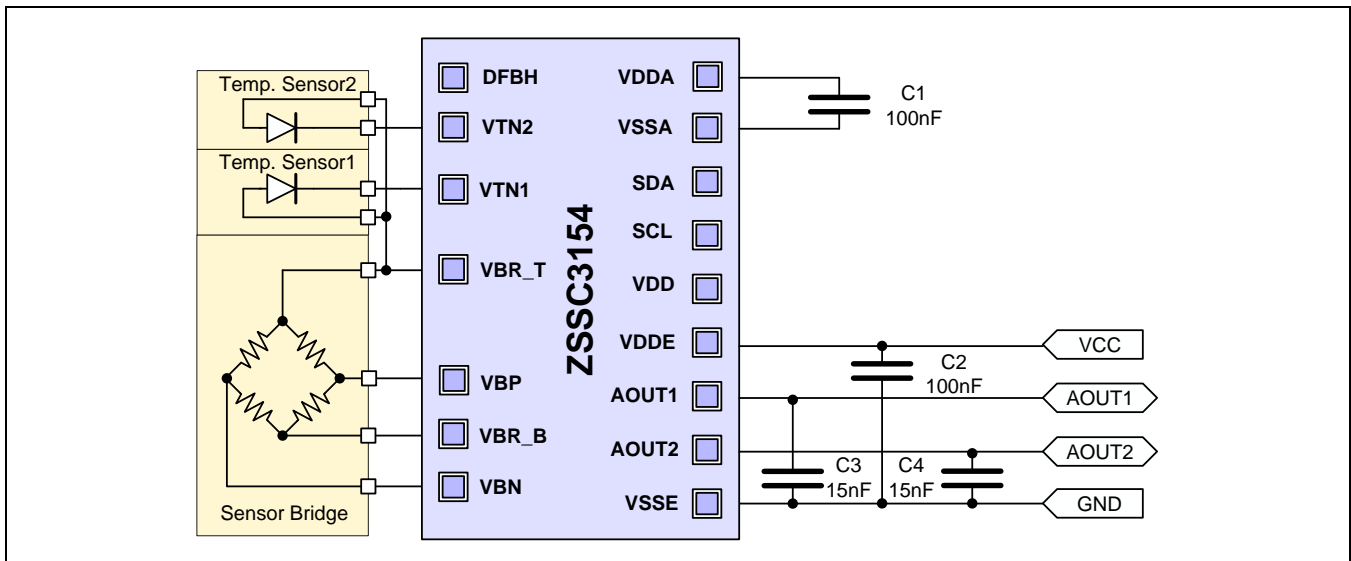 Temp. Sensor2
Temp. Sensor1
Sensor Bridge
DFBH
VTN2
VTN1
VBR_T
VBP
VBR_B
VBN
ZSSC3154
VDDA
VSSA
SDA
SCL
VDD
VDDE
AOUT1
AOUT2
VSSE
C1
100nF
C2
100nF
C3
15nF
C4
15nF
VCC
AOUT1
AOUT2
GND